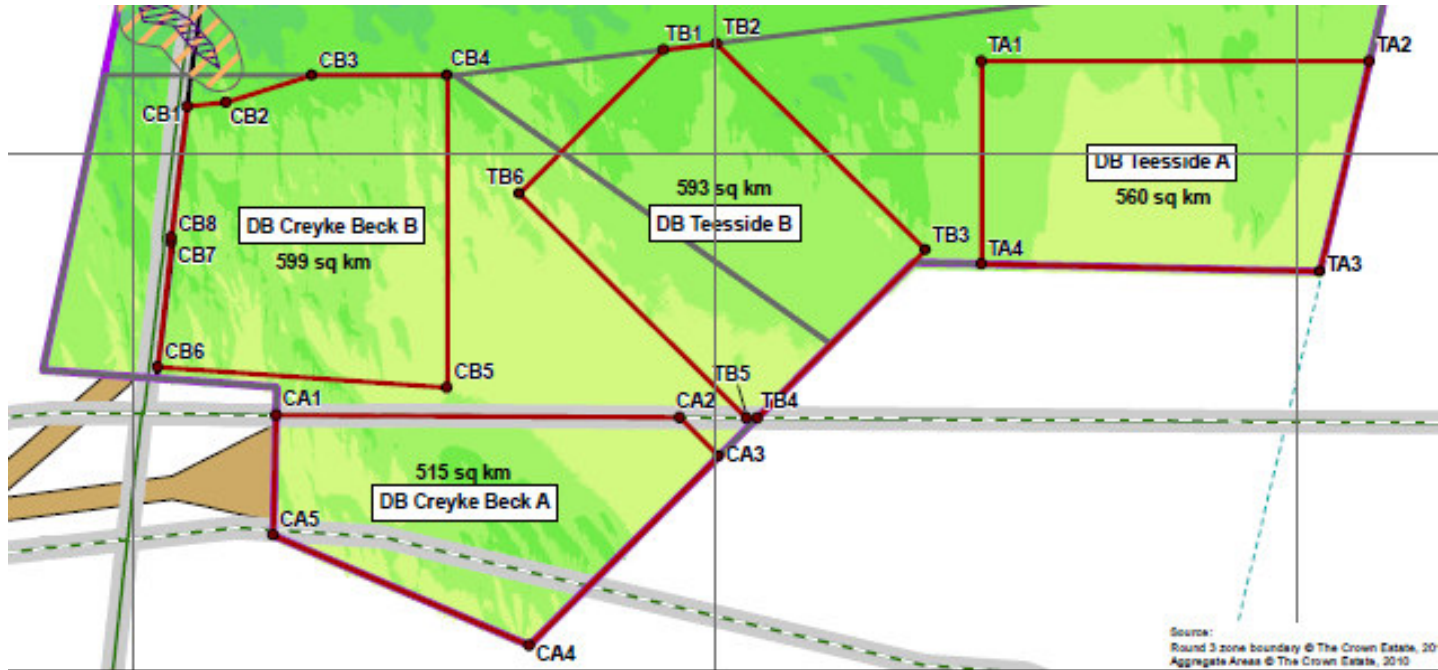 TB1
TB2
TA1
TA2
CB3
CB4
CB1
CB2
DB Teesside A
560 sq km
TB6
593 sq km
DB Teesside B
CB8
CB7
DB Creyke Beck B
599 sq km
TB3
TA4
TA3
CB6
CB5
TB5
CA1
CA2
TB4
CA3
515 sq km
DB Creyke Beck A
CA5
CA4
Source:
Round 3 zone boundary © The Crown Estate, 20
Aggregate Areas © The Crown Estate, 2010